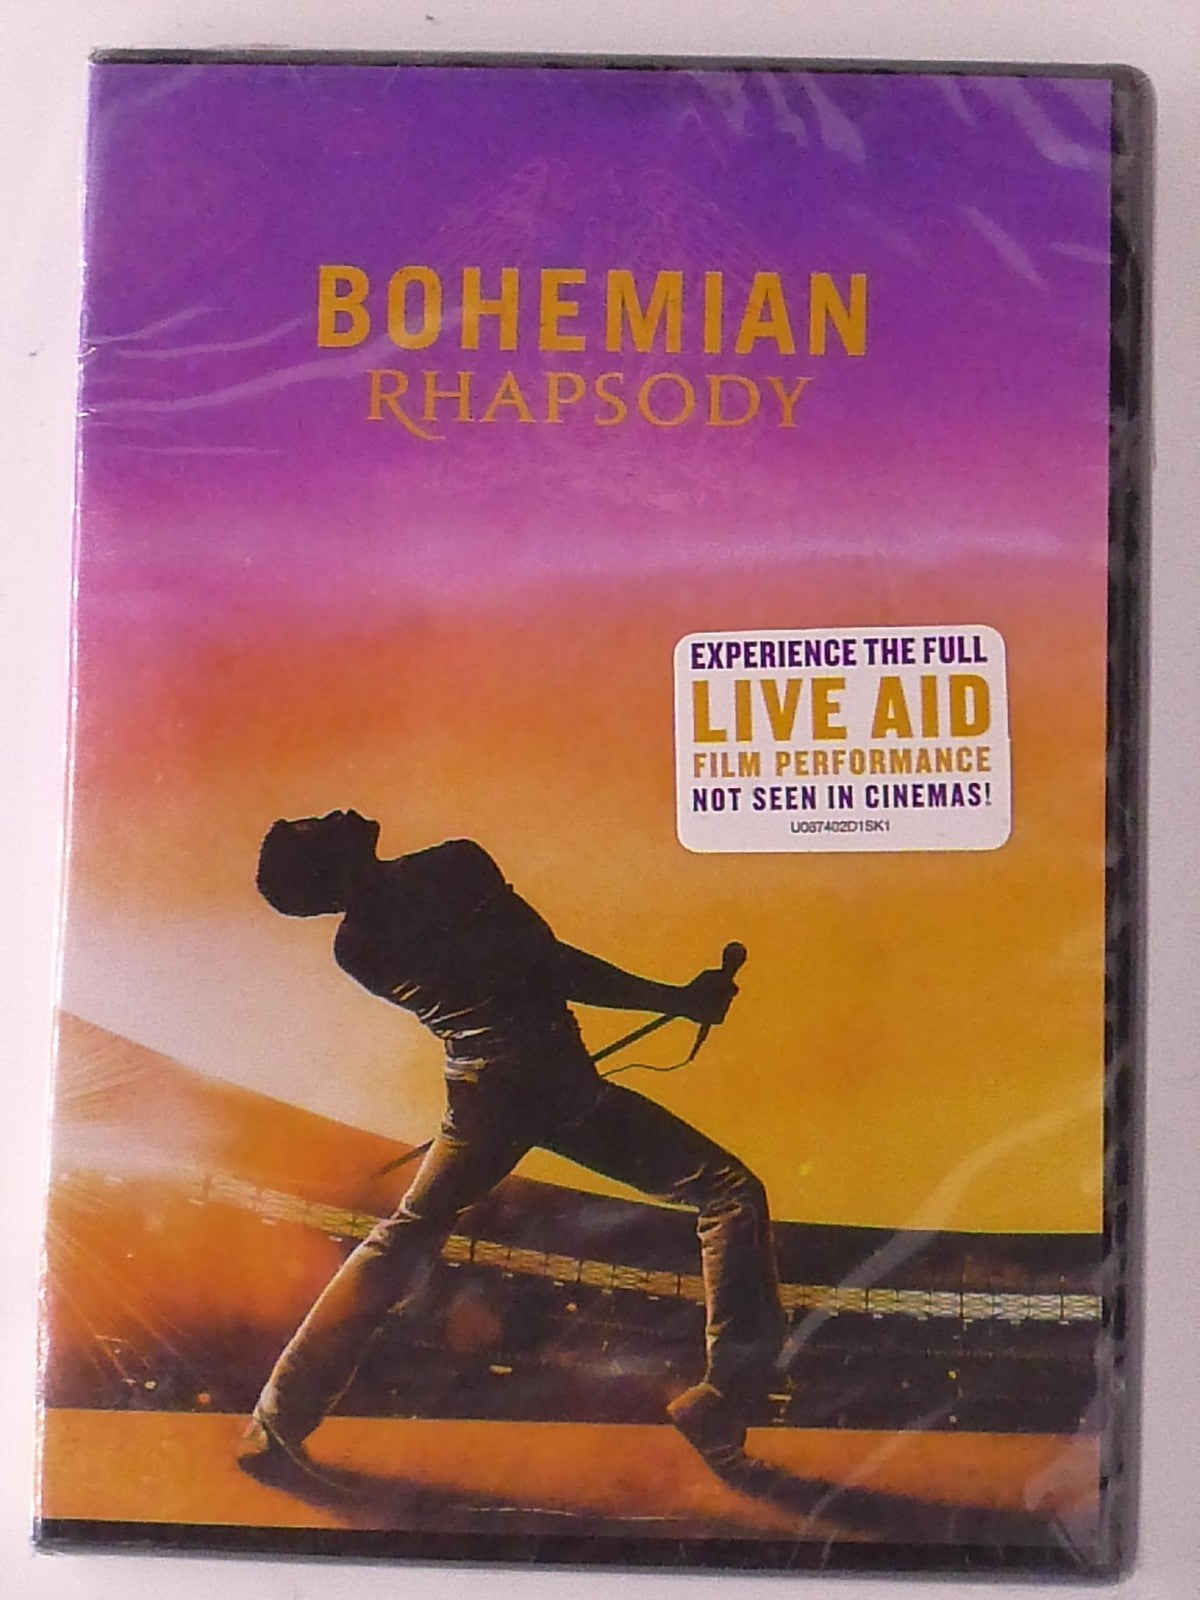 BOHEMIAN
RHAPSODY
EXPERIENCE THE FULL
LIVE AID
FILM PERFORMANCE
NOT SEEN IN CINEMAS!
U087402D1SK1